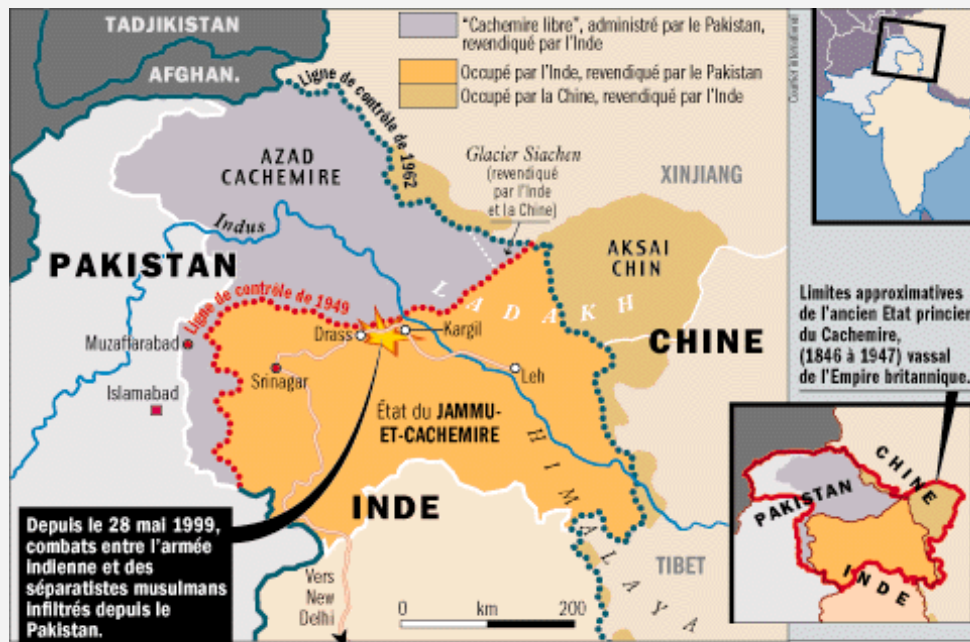 TADJIKISTAN
AFGHAN.
"Cachemire libre", administré par le Pakistan,
revendiqué par l'Inde
Occupé par l'Inde, revendiqué par le Pakistan
Occupé par la Chine, revendiqué par l'Inde
Courrier International
Ligne de contrôle de 1962
AZAD
CACHEMIRE
Glacier Siachen
(revendiqué
par l'Inde
et la Chine)
XINJIANG
Indus
AKSAI
CHIN
PAKISTAN
LADAKH
Ligne de contrôle de 1949
Drass
Kargil
Muzaffarabad
CHINE
Srinagar
Leh
Islamabad
État du JAMMU-
ET-CACHEMIRE
HIMALAYA
INDE
TIBET
Depuis le 28 mai 1999,
combats entre l'armée
indienne et des
séparatistes musulmans
infiltrés depuis le
Pakistan.
Vers
New
Delhi
0 km 200
Limites approximatives
de l'ancien Etat princier
du Cachemire,
(1846 à 1947) vassal
de l'Empire britannique.
CHINE
PAKISTAN
INDE